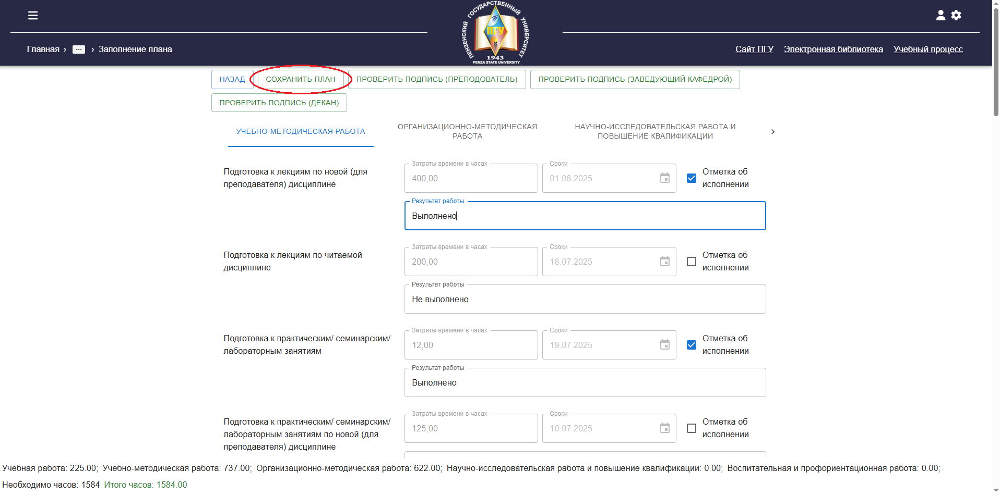 ПЕНЗЕНСКИЙ ГОСУДАРСТВЕННЫЙ УНИВЕРСИТЕТ
ПГУ
1943
PENZA STATE UNIVERSITY
Главная › ... › Заполнение плана
Сайт ПГУ Электронная библиотека Учебный процесс
НАЗАД СОХРАНИТЬ ПЛАН ПРОВЕРИТЬ ПОДПИСЬ (ПРЕПОДОВАТЕЛЬ) ПРОВЕРИТЬ ПОДПИСЬ (ЗАВЕДУЮЩИЙ КАФЕДРОЙ)
ПРОВЕРИТЬ ПОДПИСЬ (ДЕКАН)
УЧЕБНО-МЕТОДИЧЕСКАЯ РАБОТА
ОРГАНИЗАЦИОННО-МЕТОДИЧЕСКАЯ
РАБОТА
НАУЧНО-ИССЛЕДОВАТЕЛЬСКАЯ РАБОТА И
ПОВЫШЕНИЕ КВАЛИФИКАЦИИ
Подготовка к лекциям по новой (для
преподавателя) дисциплине
Затраты времени в часах
400,00
Сроки
01.06.2025
Отметка об
исполнении
Результат работы
Выполнено
Подготовка к лекциям по читаемой
дисциплине
Затраты времени в часах
200,00
Сроки
18.07.2025
Отметка об
исполнении
Результат работы
Не выполнено
Подготовка к практическим/ семинарским/
лабораторным занятиям
Затраты времени в часах
12,00
Сроки
19.07.2025
Отметка об
исполнении
Результат работы
Выполнено
Подготовка к практическим/ семинарским/
лабораторным занятиям по новой (для
преподавателя) дисциплине
Затраты времени в часах
125,00
Сроки
10.07.2025
Отметка об
исполнении
Учебная работа: 225.00; Учебно-методическая работа: 737.00; Организационно-методическая работа: 622.00; Научно-исследовательская работа и повышение квалификации: 0.00; Воспитательная и профориентационная работа: 0.00;
Необходимо часов: 1584 Итого часов: 1584.00